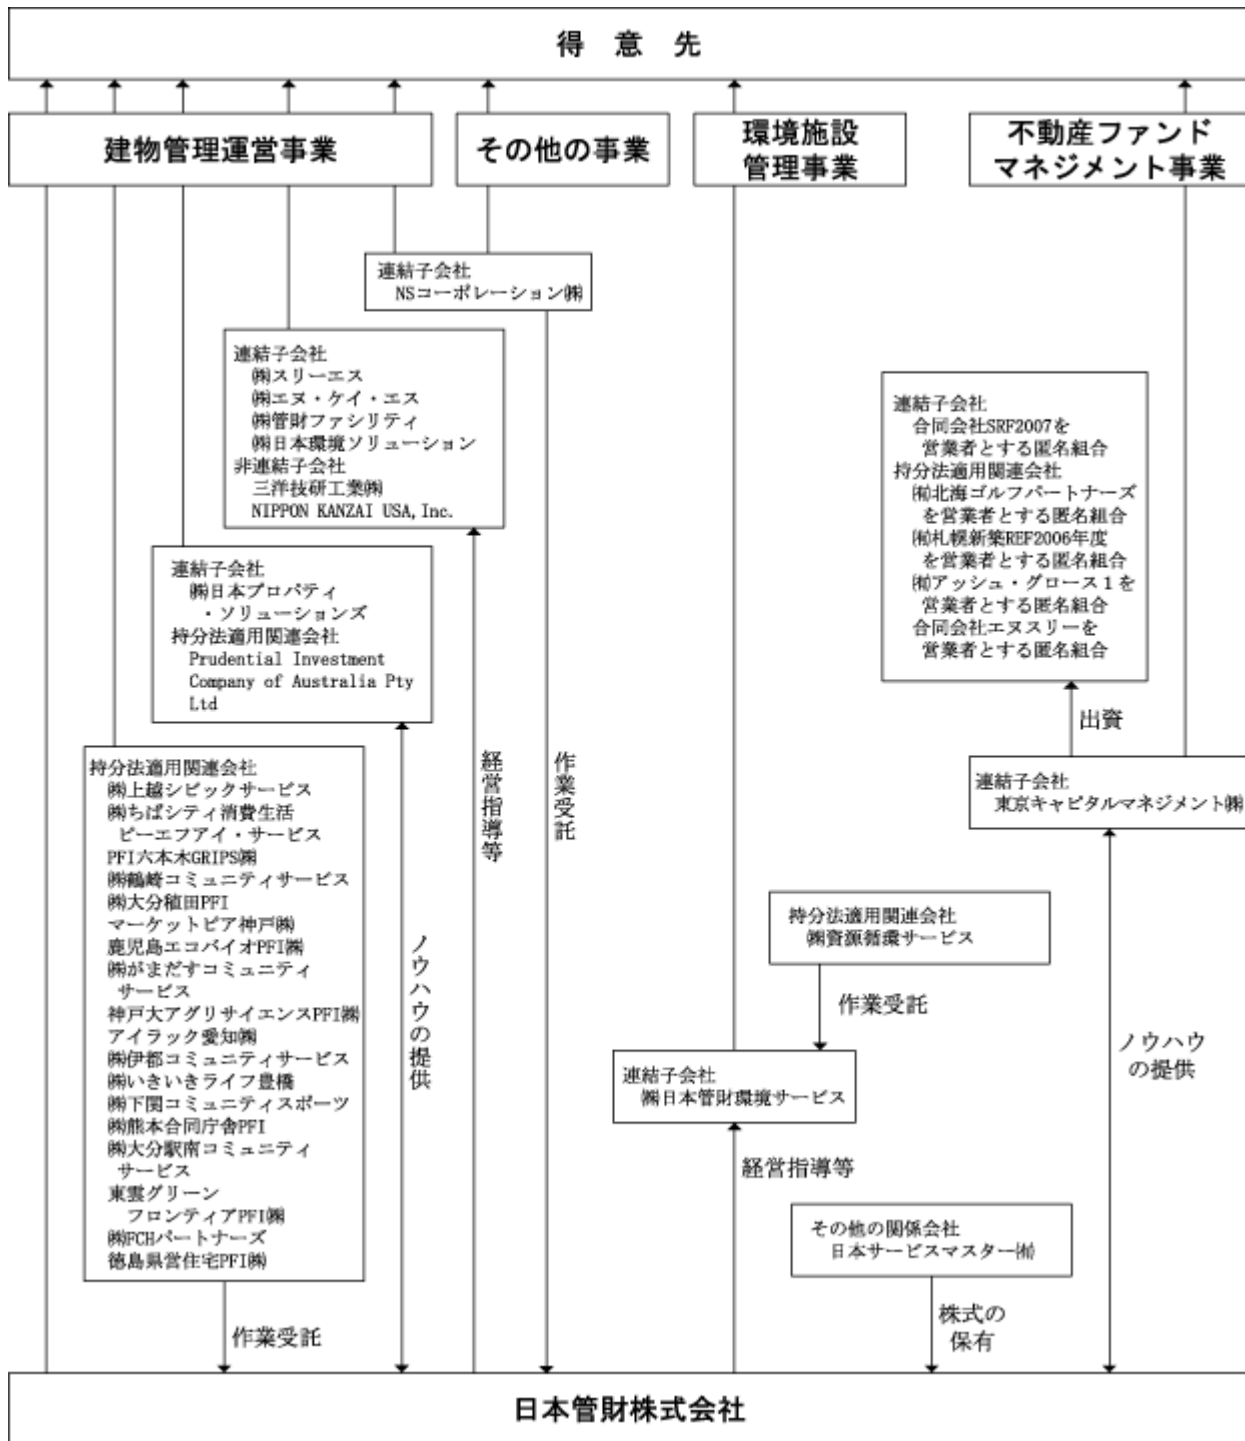 得 意 先
建物管理運営事業
その他の事業
環境施設
管理事業
不動産ファンド
マネジメント事業
連結子会社
NSコーポレーション㈱
連結子会社
㈱スリーエス
㈱エヌ・ケイ・エス
㈱管財ファシリティ
㈱日本環境ソリューション
非連結子会社
三洋技研工業㈱
NIPPON KANZAI USA, Inc.
連結子会社
合同会社SRF2007を
営業者とする匿名組合
持分法適用関連会社
㈲北海ゴルフパートナーズ
を営業者とする匿名組合
㈲札幌新築REF2006年度
を営業者とする匿名組合
㈲アッシュ・グロース1を
営業者とする匿名組合
合同会社エヌスリーを
営業者とする匿名組合
連結子会社
㈱日本プロパティ
・ソリューションズ
持分法適用関連会社
Prudential Investment
Company of Australia Pty
Ltd
出資
経営指導等
作業受託
連結子会社
東京キャピタルマネジメント㈱
持分法適用関連会社
㈱上越シビックサービス
㈱ちばシティ消費生活
ピーエフアイ・サービス
PFI六本木GRIPS㈱
㈱鶴崎コミュニティサービス
㈱大分稙田PFI
マーケットピア神戸㈱
鹿児島エコバイオPFI㈱
㈱がまだすコミュニティ
サービス
神戸大アグリサイエンスPFI㈱
アイラック愛知㈱
㈱伊都コミュニティサービス
㈱いきいきライフ豊橋
㈱下関コミュニティスポーツ
㈱熊本合同庁舎PFI
㈱大分駅南コミュニティ
サービス
東雲グリーン
フロンティアPFI㈱
㈱FCHパートナーズ
徳島県営住宅PFI㈱
ノウハウの提供
持分法適用関連会社
㈱資源循環サービス
作業受託
ノウハウ
の提供
連結子会社
㈱日本管財環境サービス
経営指導等
その他の関係会社
日本サービスマスター㈲
作業受託
株式の
保有
日本管財株式会社